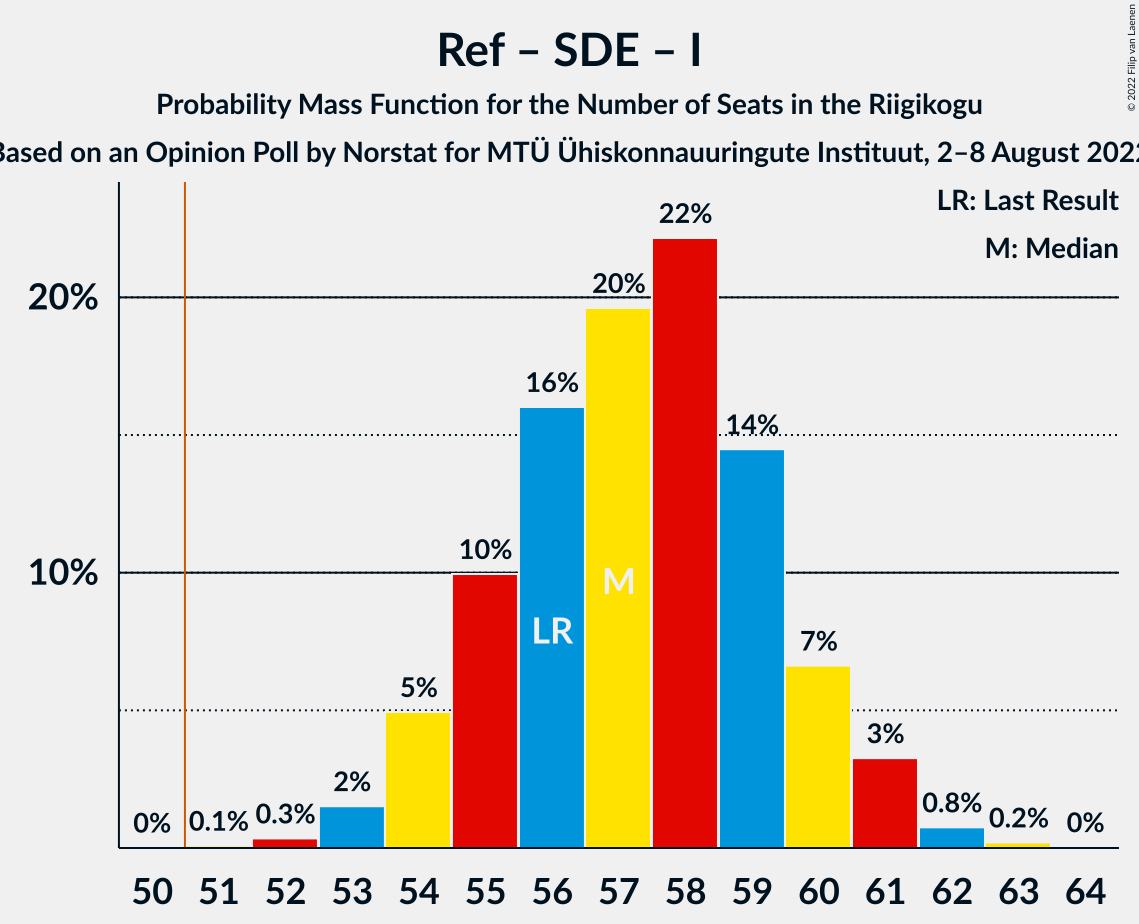 Ref – SDE – I
Probability Mass Function for the Number of Seats in the Riigikogu
Based on an Opinion Poll by Norstat for MTÜ Ühiskonnauuringute Instituut, 2–8 August 2022
© 2022 Filip van Laenen
LR: Last Result
M: Median
20%
10%
0%
0.1%
0.3%
2%
5%
10%
16%
20%
22%
14%
7%
3%
0.8%
0.2%
0%
LR
M
50 51 52 53 54 55 56 57 58 59 60 61 62 63 64